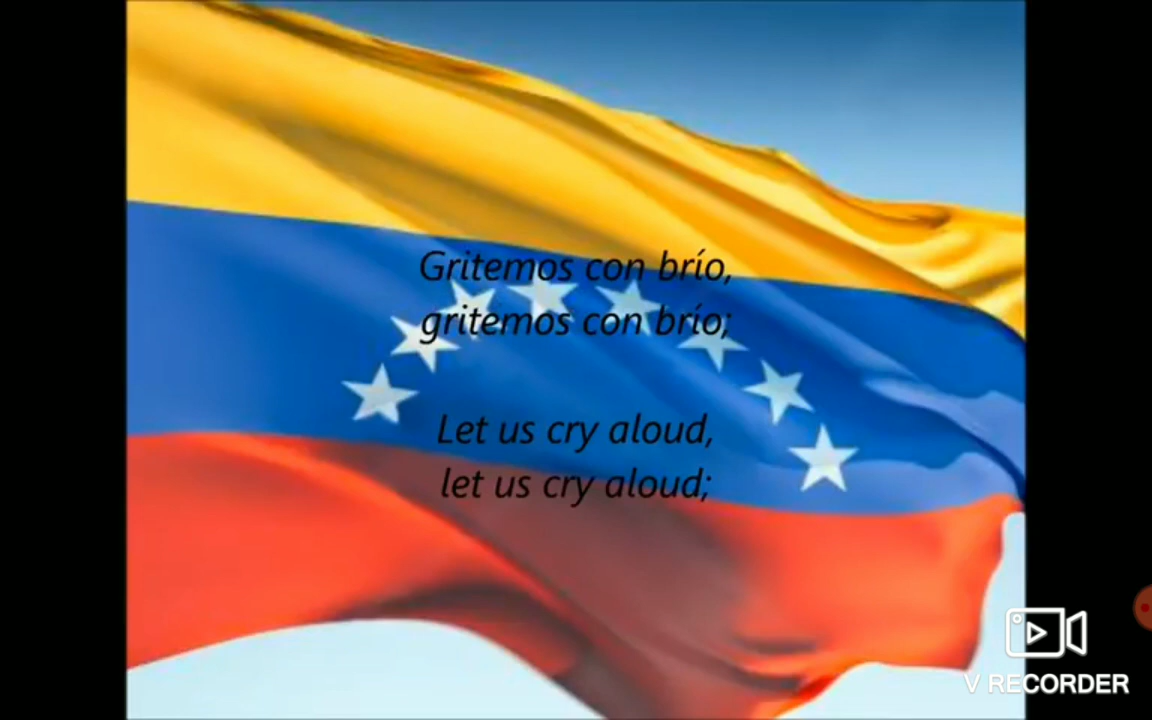 Gritemos con brío,
gritemos con brío;
Let us cry aloud,
let us cry aloud;
V RECORDER